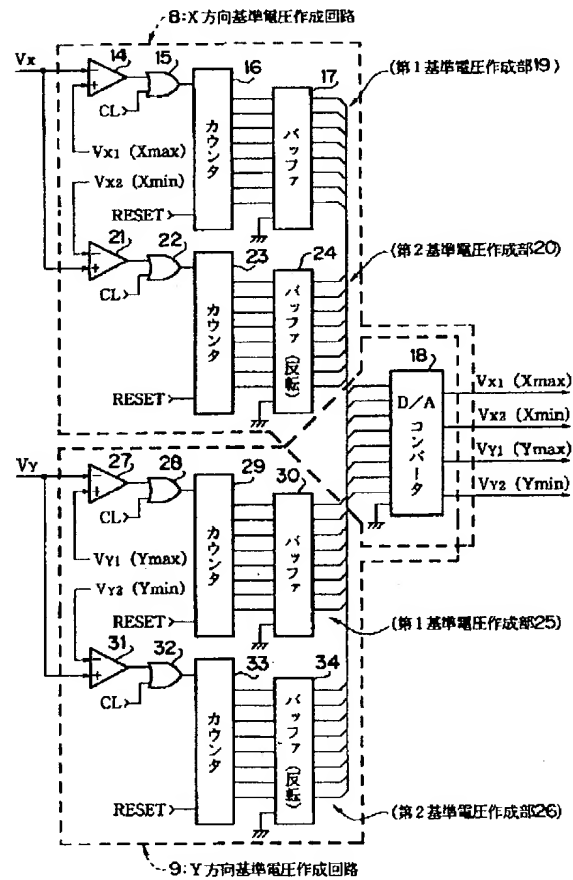 8:X方向基準電圧作成回路
Vx
14
15
16
17
(第1基準電圧作成部19)
－
＋
CL
カウンタ
バッファ
VX1 (Xmax)
VX2 (Xmin)
RESET
21
22
23
24
(第2基準電圧作成部20)
－
＋
CL
カウンタ
バッファ(反転)
RESET
18
D/Aコンバータ
VX1 (Xmax)
VX2 (Xmin)
VY1 (Ymax)
VY2 (Ymin)
Vy
27
28
29
30
－
＋
CL
カウンタ
バッファ
VY1 (Ymax)
VY2 (Ymin)
RESET
(第1基準電圧作成部25)
31
32
33
34
－
＋
CL
カウンタ
バッファ(反転)
RESET
(第2基準電圧作成部26)
9:Y方向基準電圧作成回路